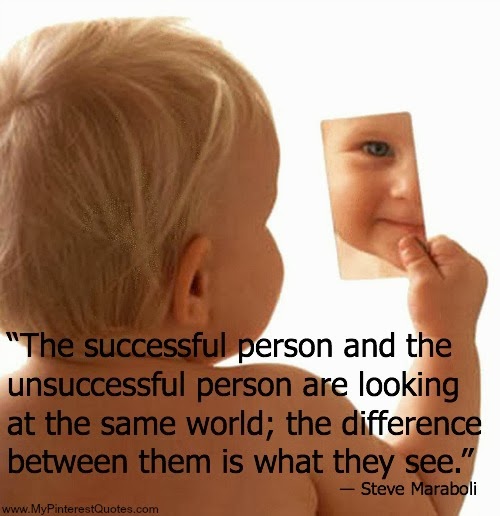 “The successful person and the
unsuccessful person are looking
at the same world; the difference
between them is what they see.”
— Steve Maraboli
www.MyPinterestQuotes.com